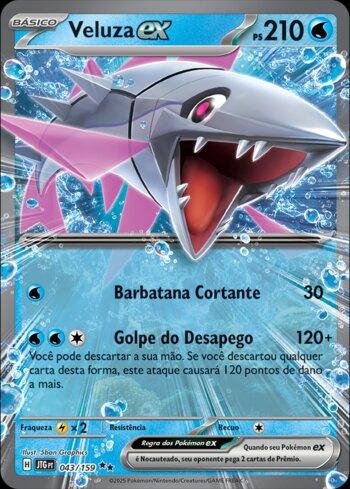 BÁSICO
Veluza ex PS 210
Barbatana Cortante 30
Golpe do Desapego 120+
Você pode descartar a sua mão. Se você descartou qualquer
carta desta forma, este ataque causará 120 pontos de dano
a mais.
Fraqueza x2 Resistência Recuo
Illust. 5ban Graphics
H JTG PT 043/159
Regra dos Pokémon ex
Quando seu Pokémon ex
é Nocauteado, seu oponente pega 2 cartas de Prêmio.
©2025 Pokémon/Nintendo/Creatures/GAME FREAK